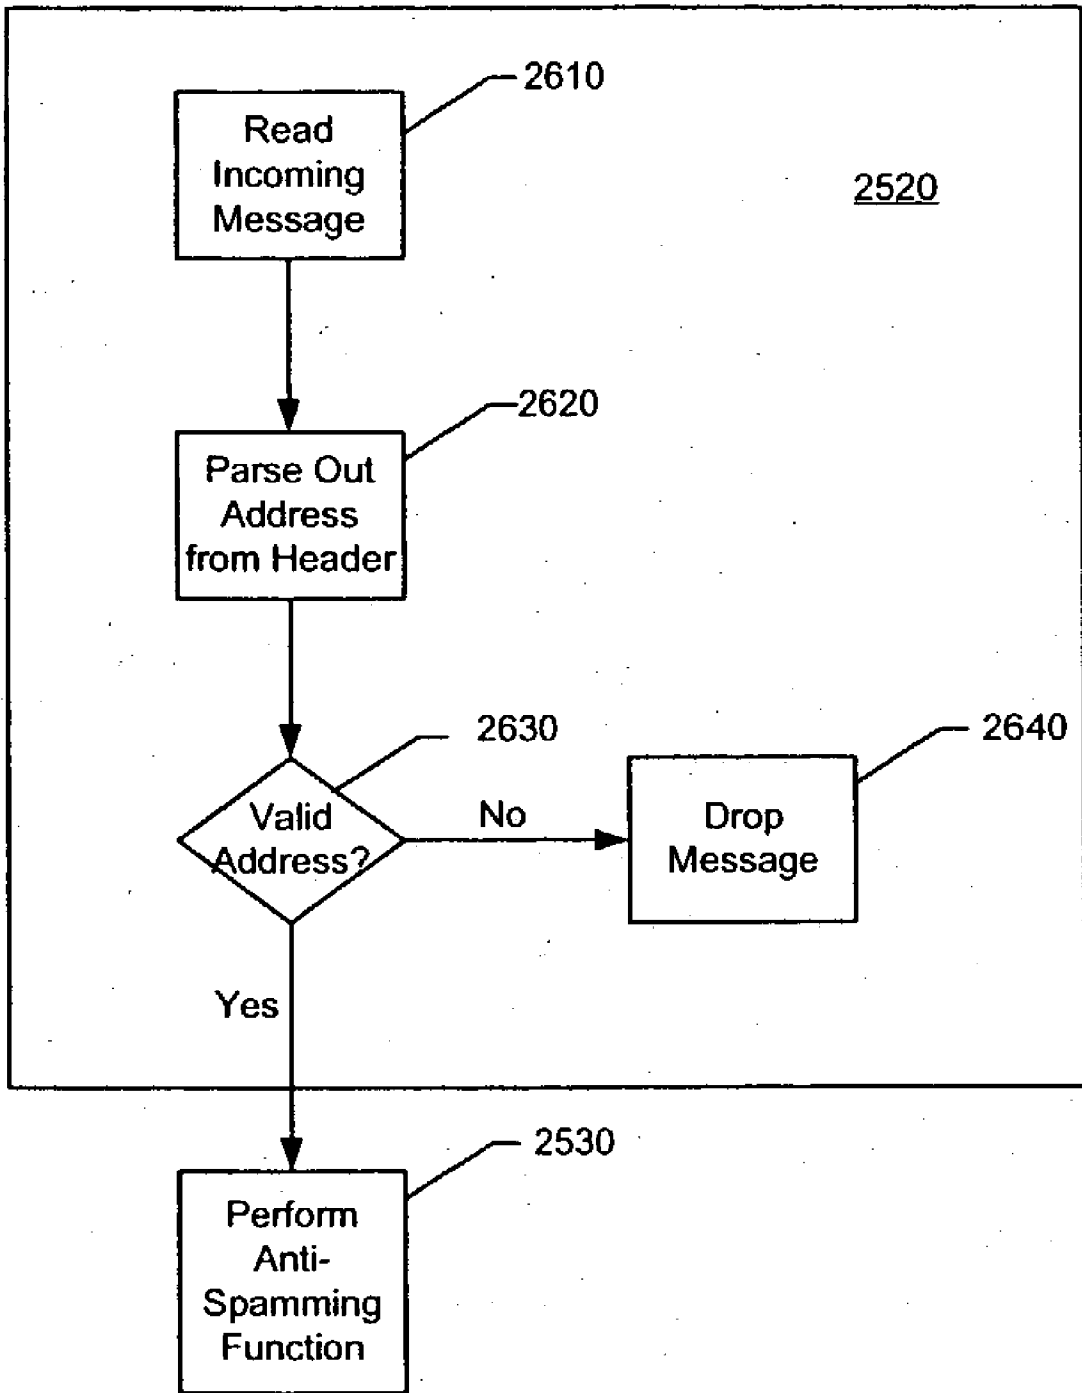 2610
Read
Incoming
Message
2520
2620
Parse Out
Address
from Header
2630
Valid
Address?
No
2640
Drop
Message
Yes
2530
Perform
Anti-
Spamming
Function